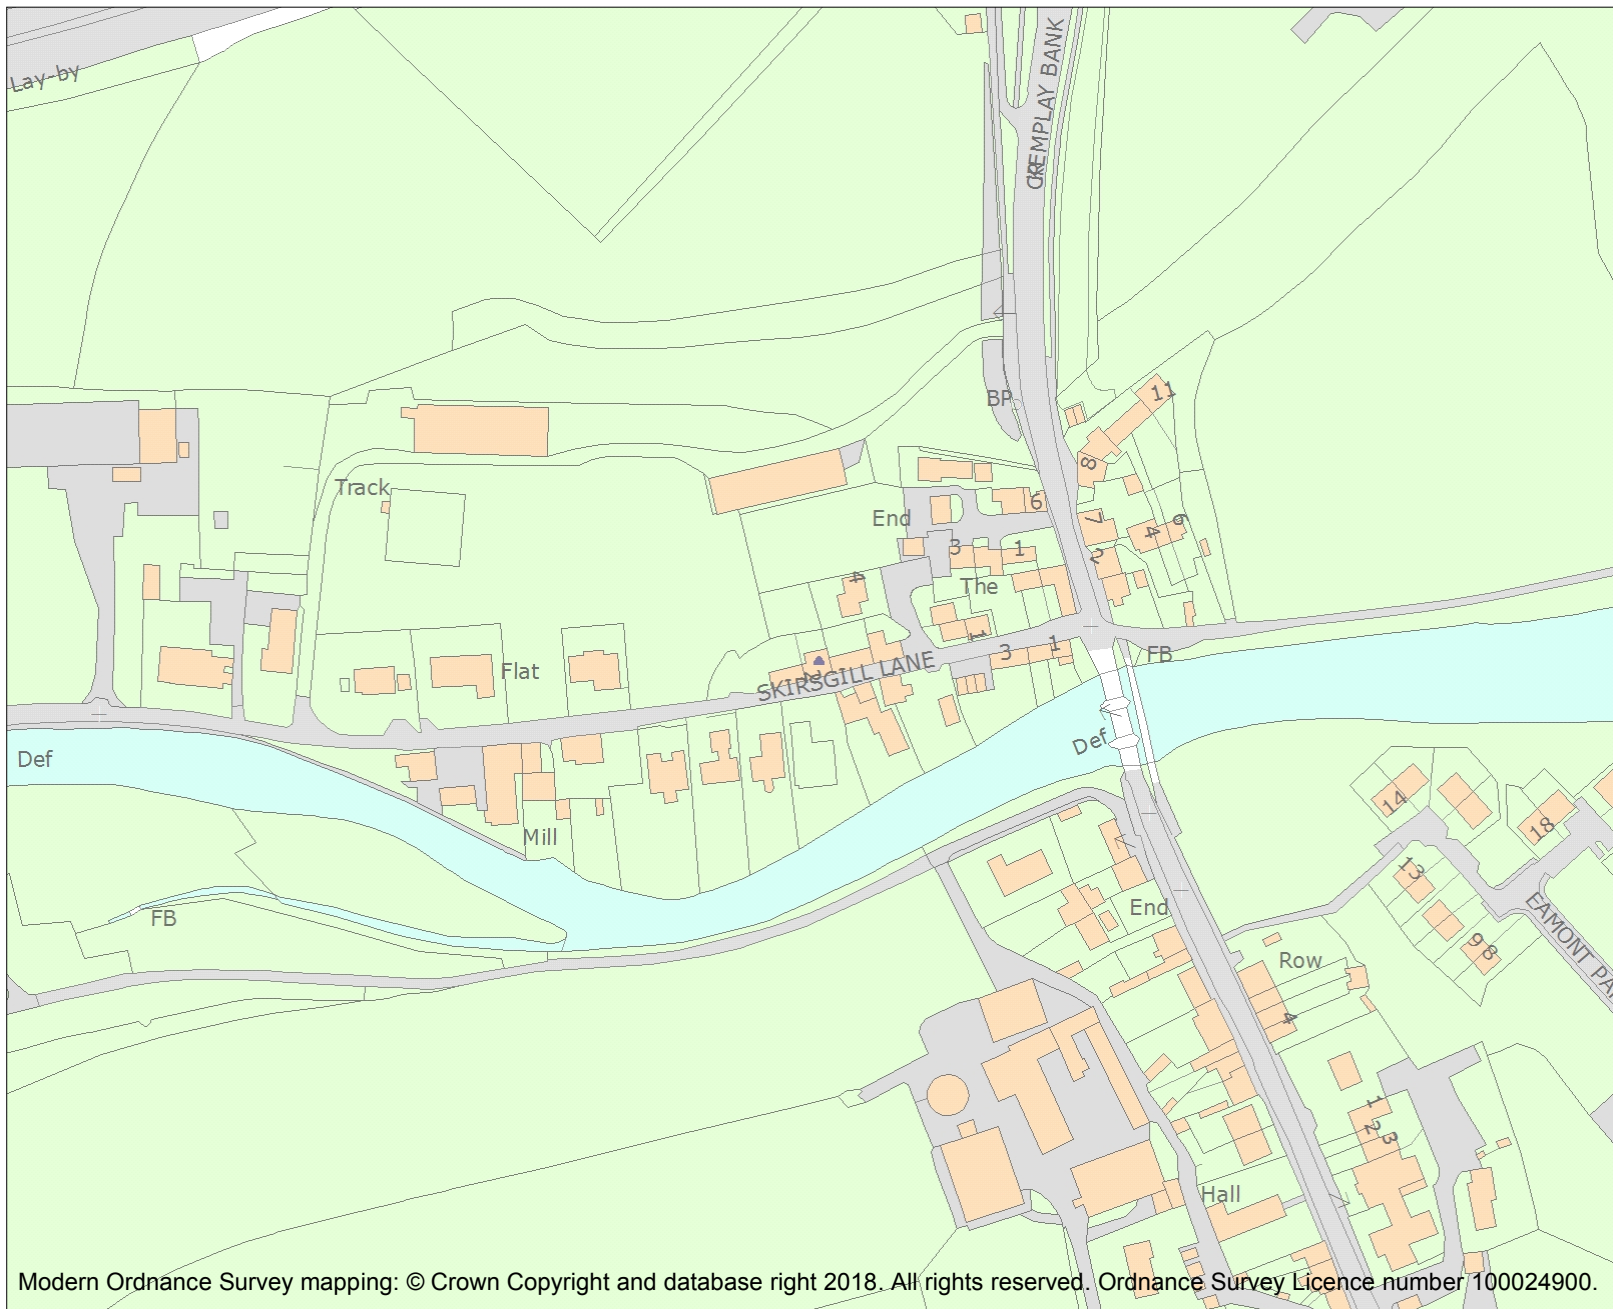 Lay-by
KEMPLAY BANK
BP
11
8
Track
End
6
7
4
6
3
1
2
4
The
1
3
1
FB
Flat
2
SKIRSGILL LANE
Def
Def
Mill
14
18
13
FB
End
9
8
EAMONT PA
Row
4
1
2
3
Hall
Modern Ordnance Survey mapping: © Crown Copyright and database right 2018. All rights reserved. Ordnance Survey Licence number 100024900.